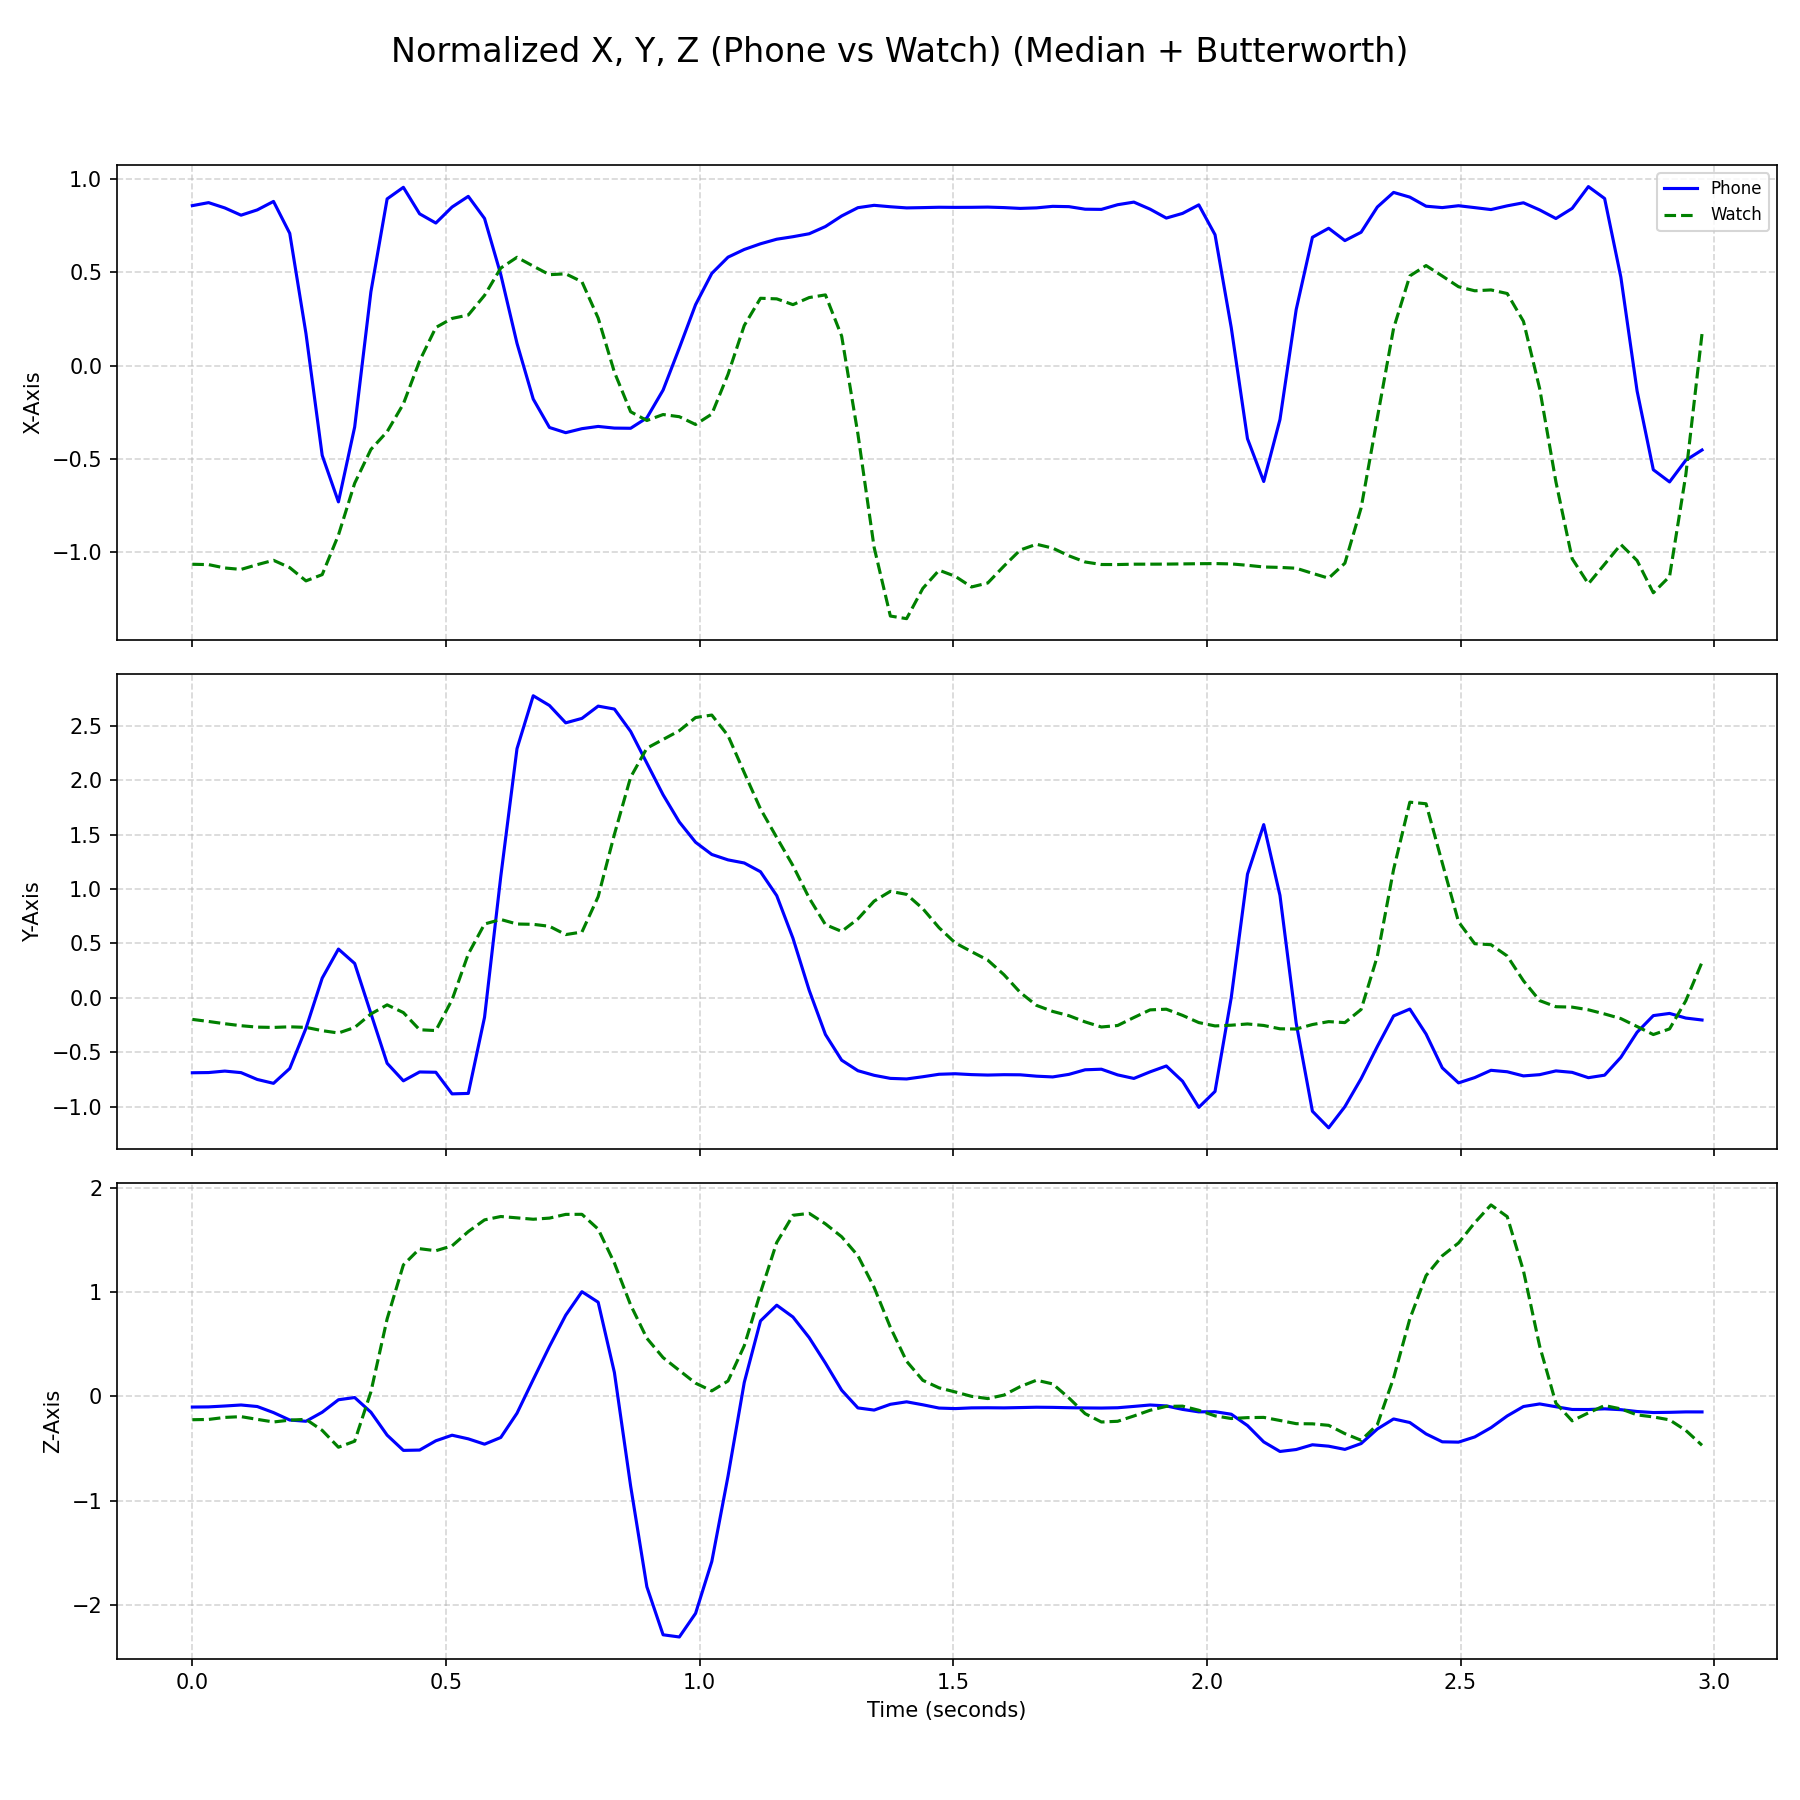 Normalized X, Y, Z (Phone vs Watch) (Median + Butterworth)
Phone
Watch
1.0
0.5
0.0
−0.5
−1.0
X-Axis
2.5
2.0
1.5
1.0
0.5
0.0
−0.5
−1.0
Y-Axis
2
1
0
−1
−2
Z-Axis
0.0 0.5 1.0 1.5 2.0 2.5 3.0
Time (seconds)